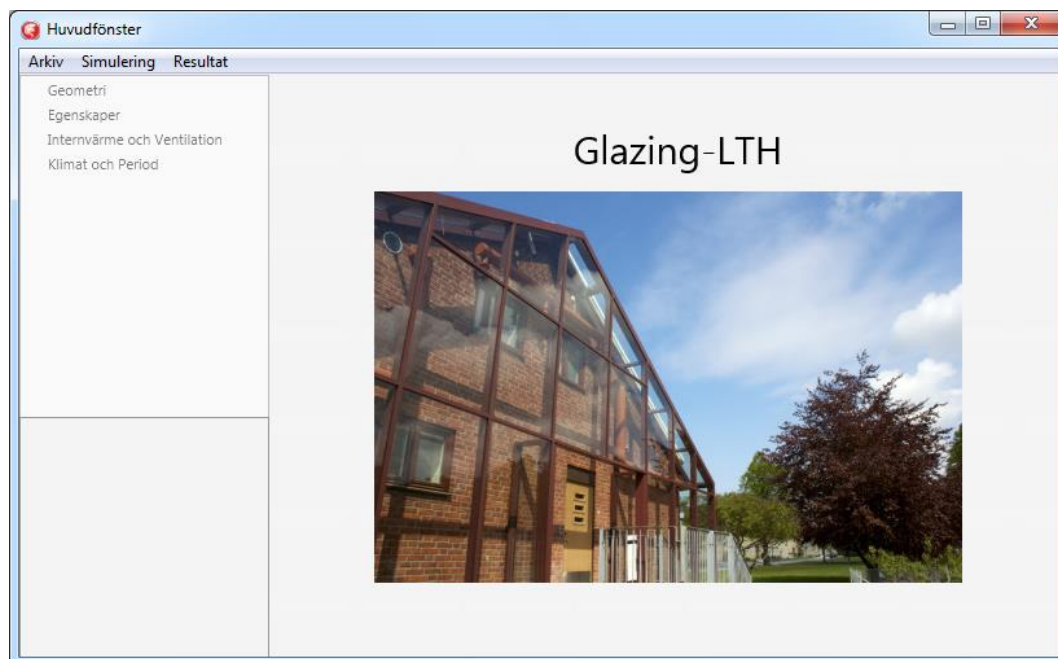 Huvudfönster
Arkiv Simulering Resultat
Geometri
Egenskaper
Internvärme och Ventilation
Klimat och Period
Glazing-LTH